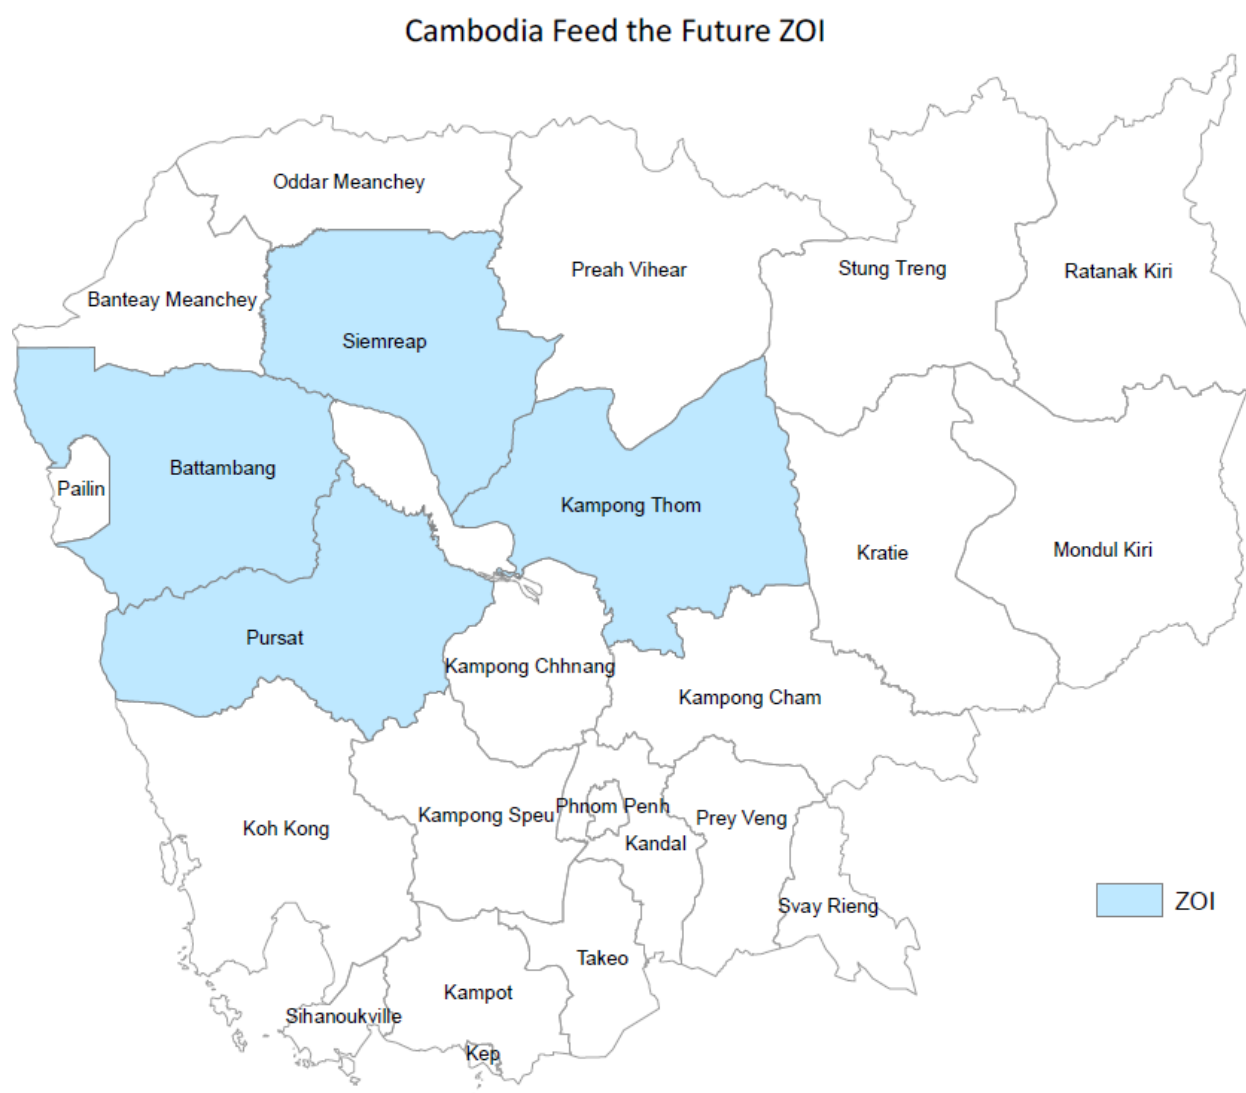 Cambodia Feed the Future ZOI
Oddar Meanchey
Preah Vihear
Stung Treng
Ratanak Kiri
Banteay Meanchey
Siemreap
Battambang
Pailin
Kampong Thom
Kratie
Mondul Kiri
Pursat
Kampong Chhnang
Kampong Cham
Koh Kong
Kampong Speu
Phnom Penh
Prey Veng
Kandal
Svay Rieng
ZOI
Takeo
Kampot
Sihanoukville
Kep